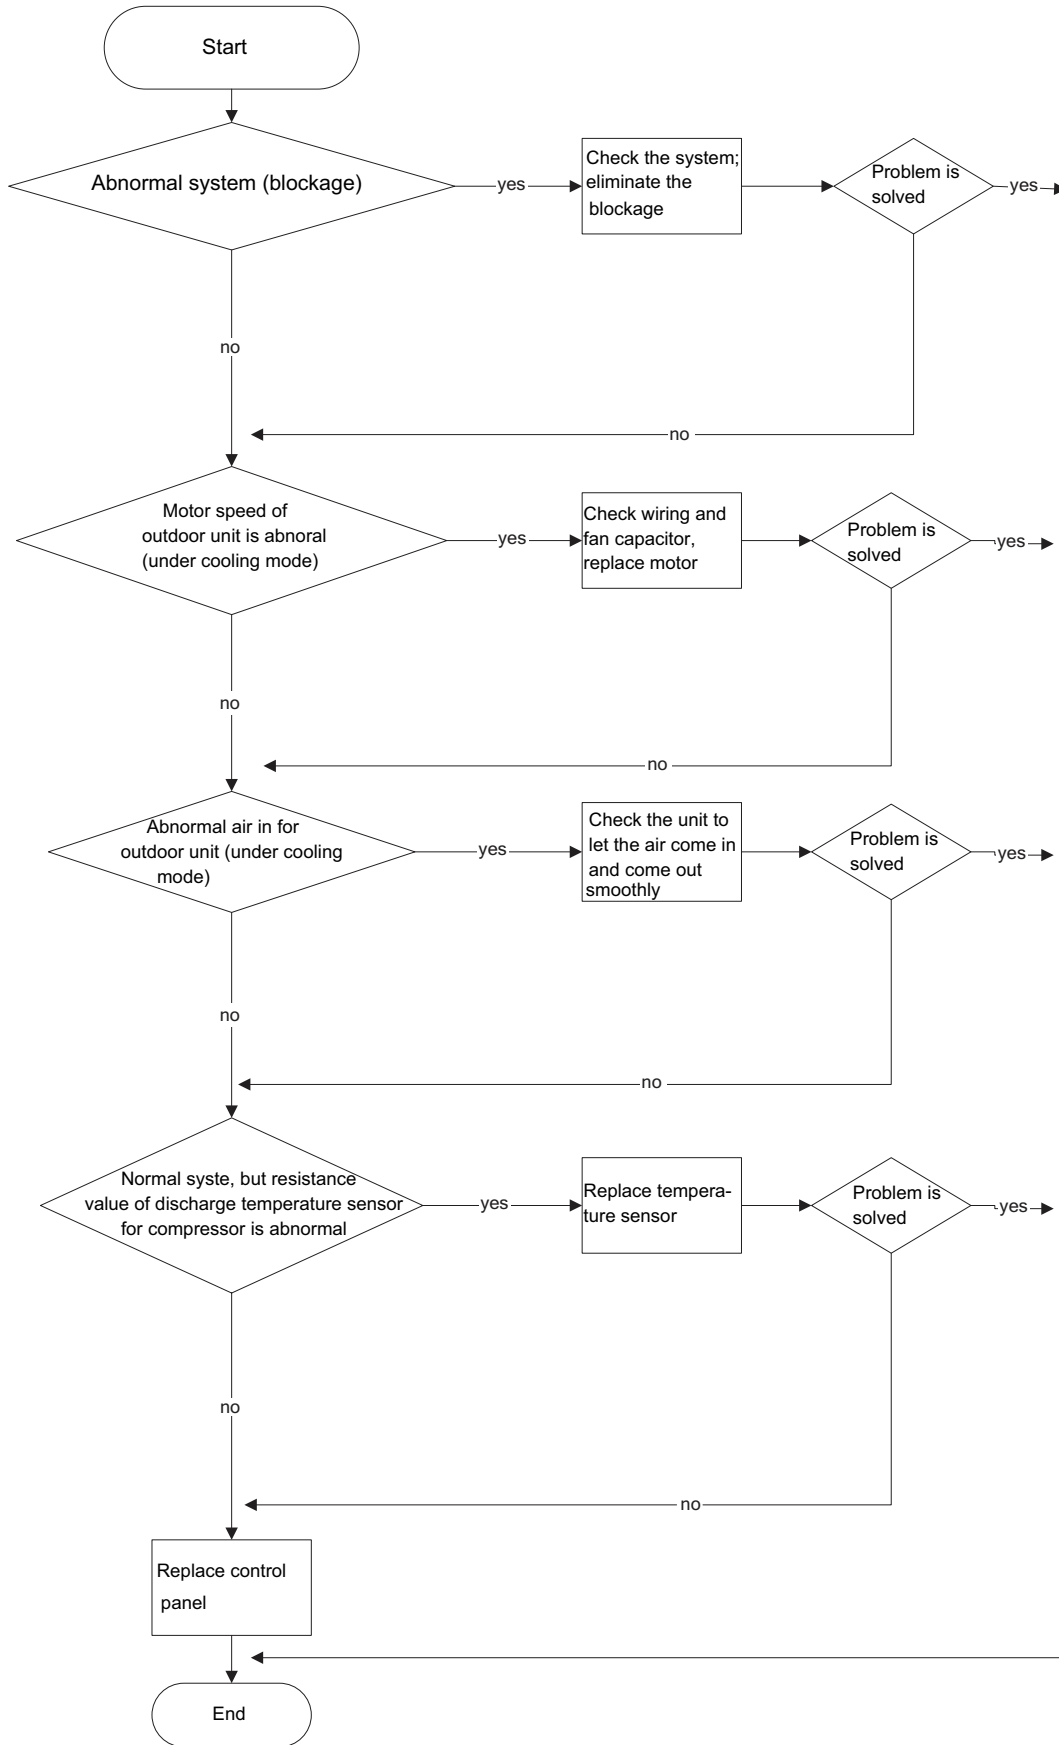 Start
Abnormal system (blockage)
yes
Check the system;
eliminate the
blockage
Problem is
solved
yes
no
no
Motor speed of
outdoor unit is abnoral
(under cooling mode)
yes
Check wiring and
fan capacitor,
replace motor
Problem is
solved
yes
no
no
Abnormal air in for
outdoor unit (under cooling
mode)
yes
Check the unit to
let the air come in
and come out
smoothly
Problem is
solved
yes
no
no
Normal syste, but resistance
value of discharge temperature sensor
for compressor is abnormal
yes
Replace tempera-
ture sensor
Problem is
solved
yes
no
no
Replace control
panel
End